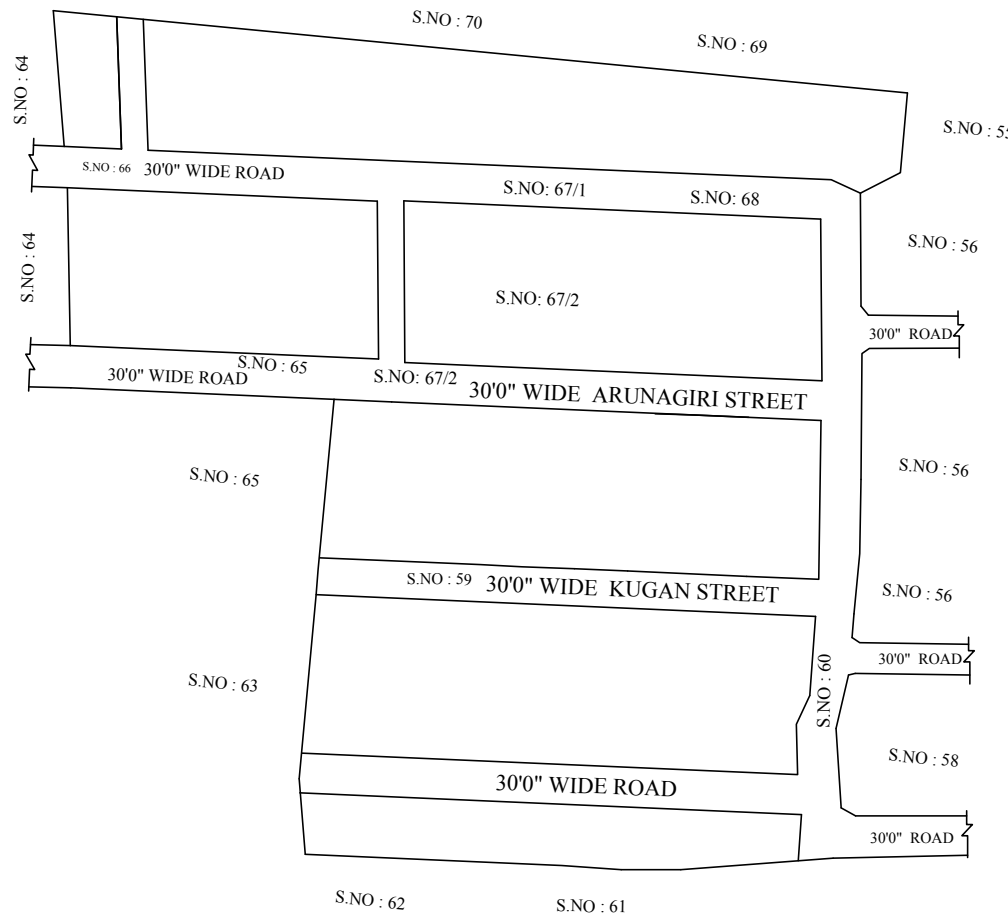 S.NO : 70
S.NO : 69
S.NO : 64
S.NO : 55
S.NO : 66
30'0" WIDE ROAD
S.NO: 67/1
S.NO: 68
S.NO : 64
S.NO : 56
S.NO: 67/2
30'0" ROAD
S.NO : 65
30'0" WIDE ROAD
S.NO: 67/2
30'0" WIDE ARUNAGIRI STREET
S.NO : 65
S.NO : 56
S.NO : 59
30'0" WIDE KUGAN STREET
S.NO : 56
S.NO : 63
S.NO : 60
30'0" ROAD
30'0" WIDE ROAD
S.NO : 58
30'0" ROAD
S.NO : 62
S.NO : 61